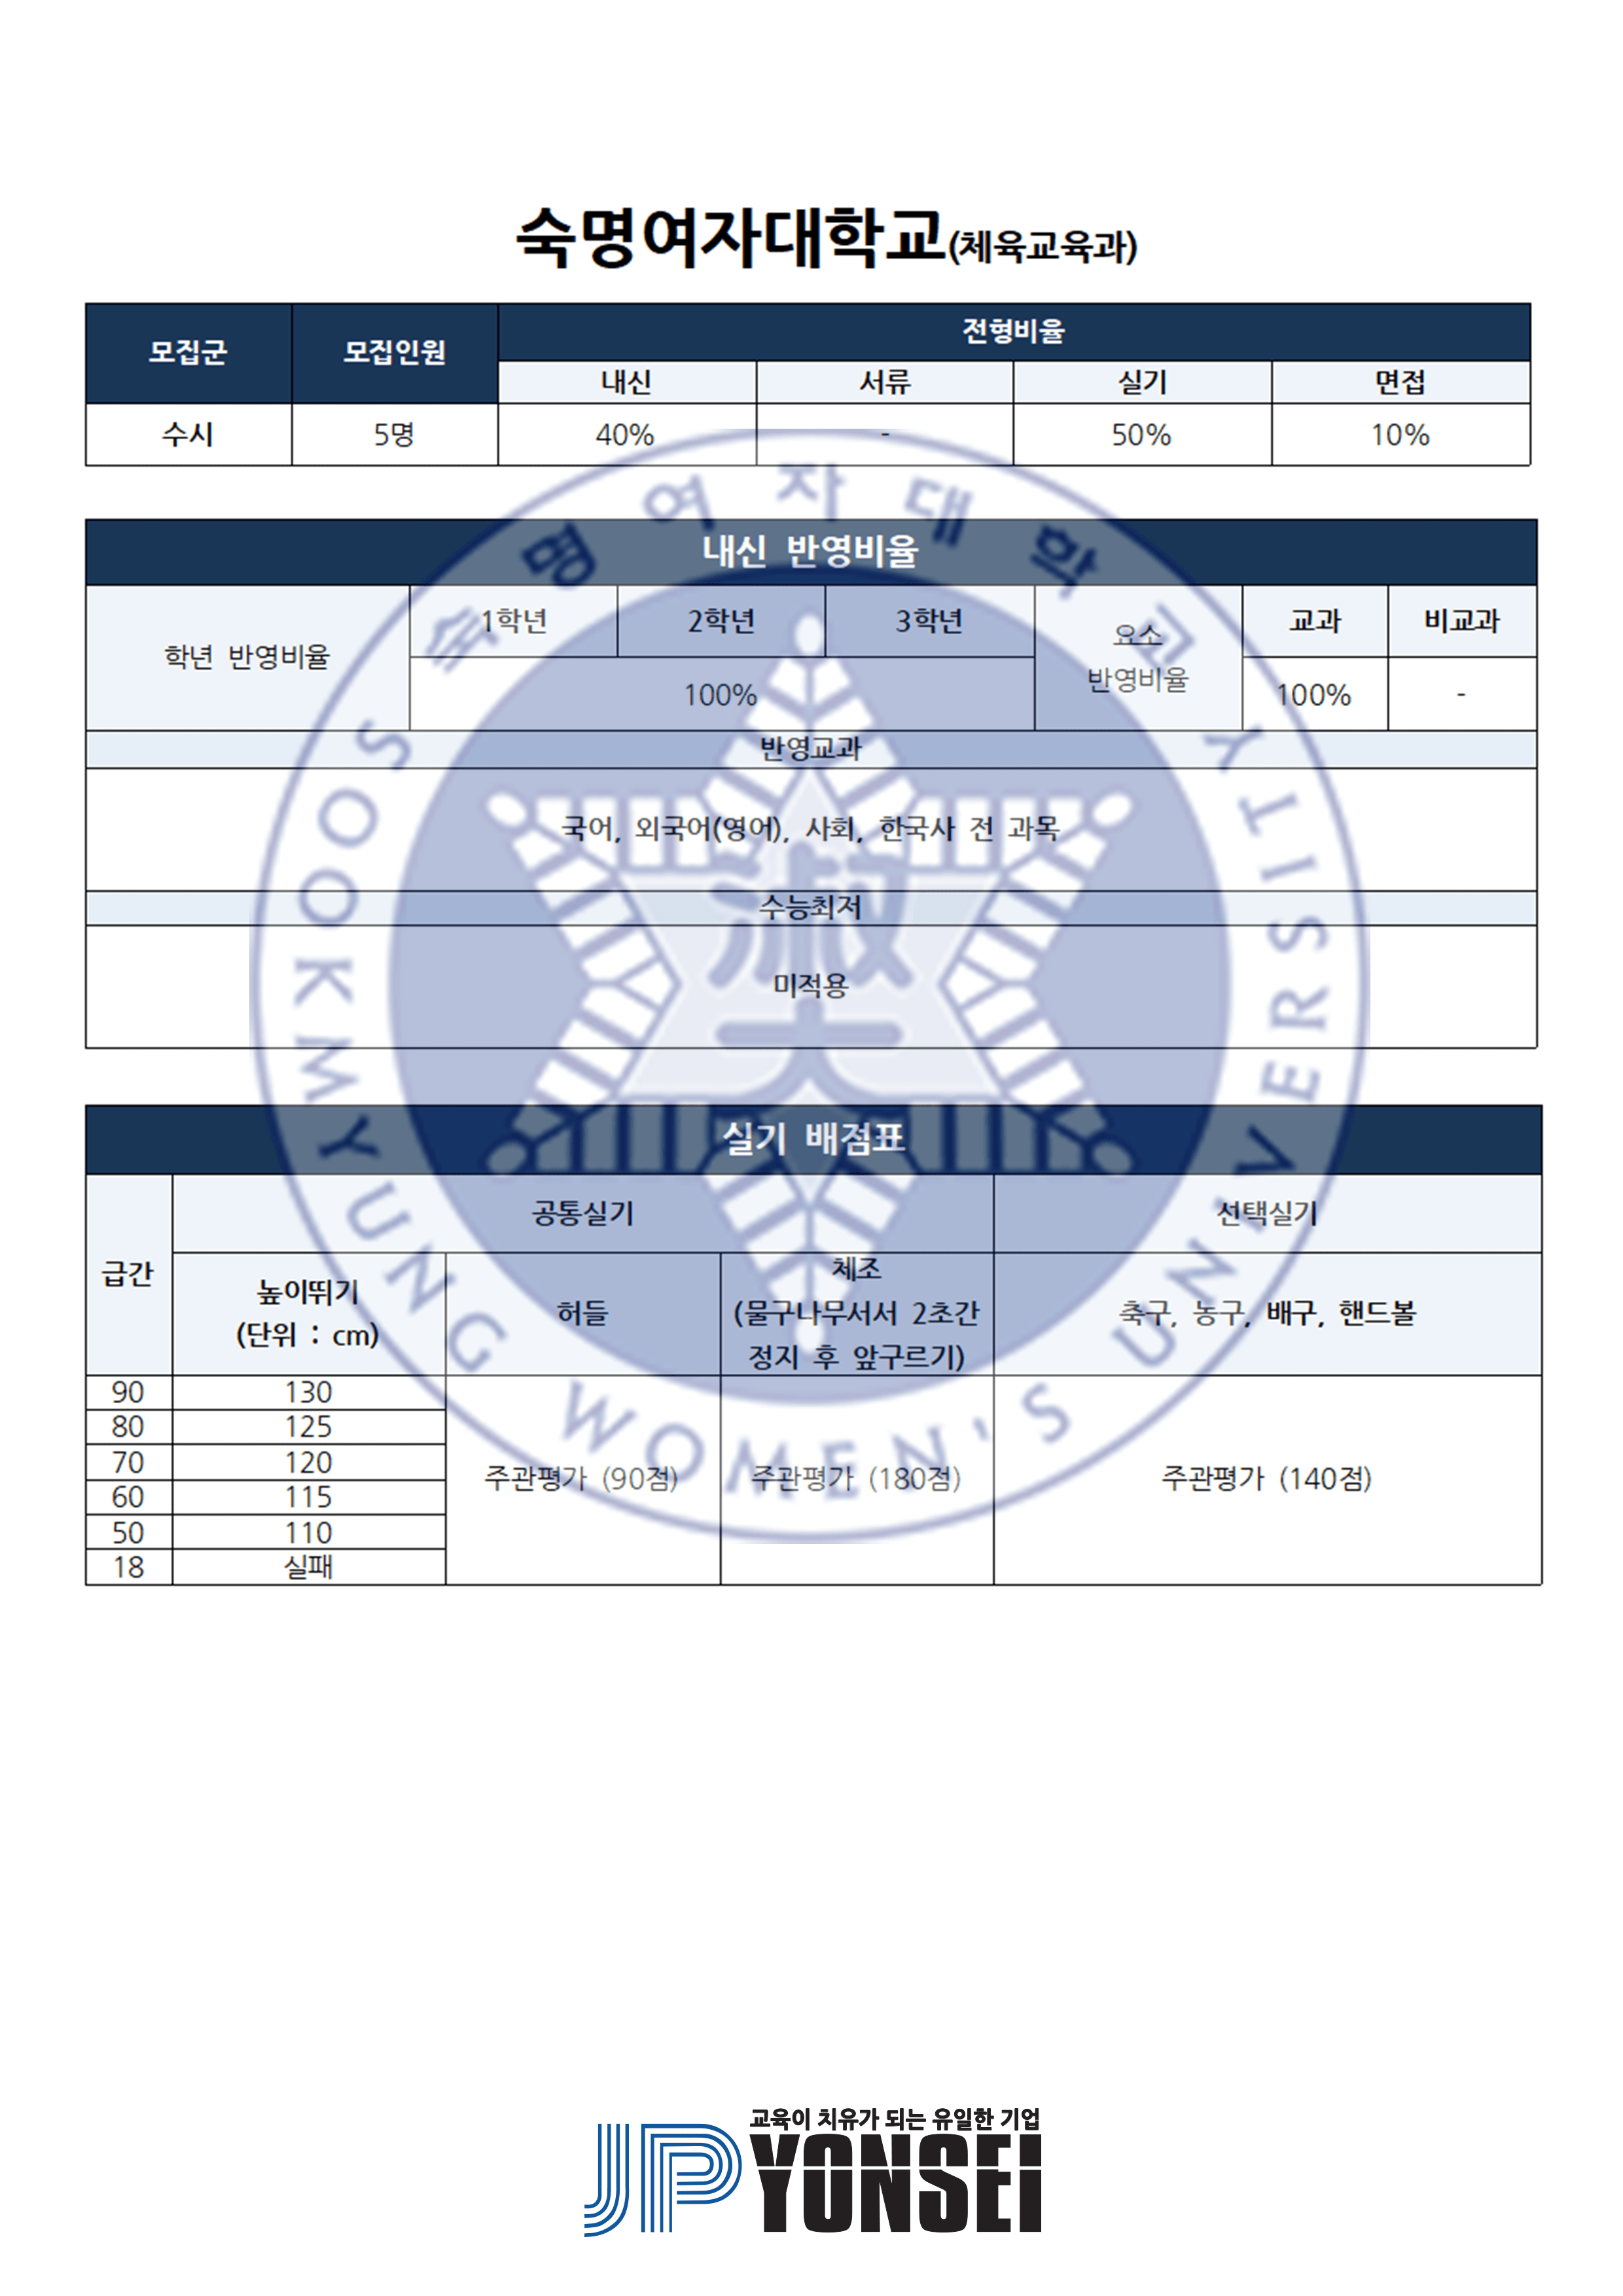 숙명여자대학교(체육교육과)
모집군 모집인원 전형비율
내신 서류 실기 면접
수시 5명 40% - 50% 10%
내신 반영비율
학년 반영비율 1학년 2학년 3학년 요소 반영비율 교과 비교과
100% 100% -
반영교과
국어, 외국어(영어), 사회, 한국사 전 과목
수능최저
미적용
실기 배점표
급간 공통실기 선택실기
높이뛰기
(단위 : cm)
허들
체조
(물구나무서서 2초간
정지 후 앞구르기)
축구, 농구, 배구, 핸드볼
90 130
80 125
70 120
60 115
50 110
18 실패
주관평가 (90점) 주관평가 (180점) 주관평가 (140점)
숙명여자대학교
SOOKMYUNG WOMEN'S UNIVERSITY
淑大
교육이 치유가 되는 유일한 기업
JP YONSEI